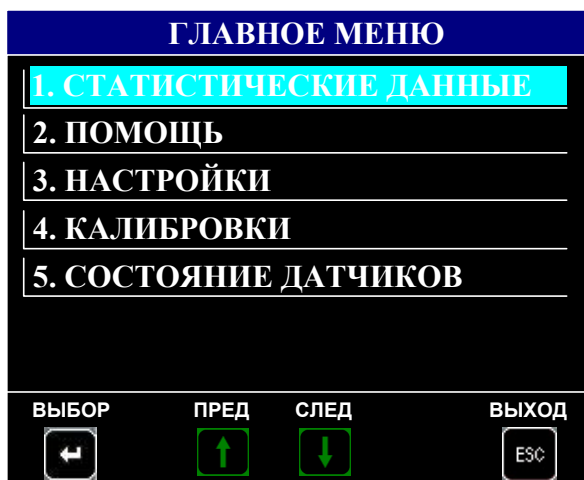 ГЛАВНОЕ МЕНЮ
1. СТАТИСТИЧЕСКИЕ ДАННЫЕ
2. ПОМОЩЬ
3. НАСТРОЙКИ
4. КАЛИБРОВКИ
5. СОСТОЯНИЕ ДАТЧИКОВ
ВЫБОР ПРЕД СЛЕД ВЫХОД
ESC